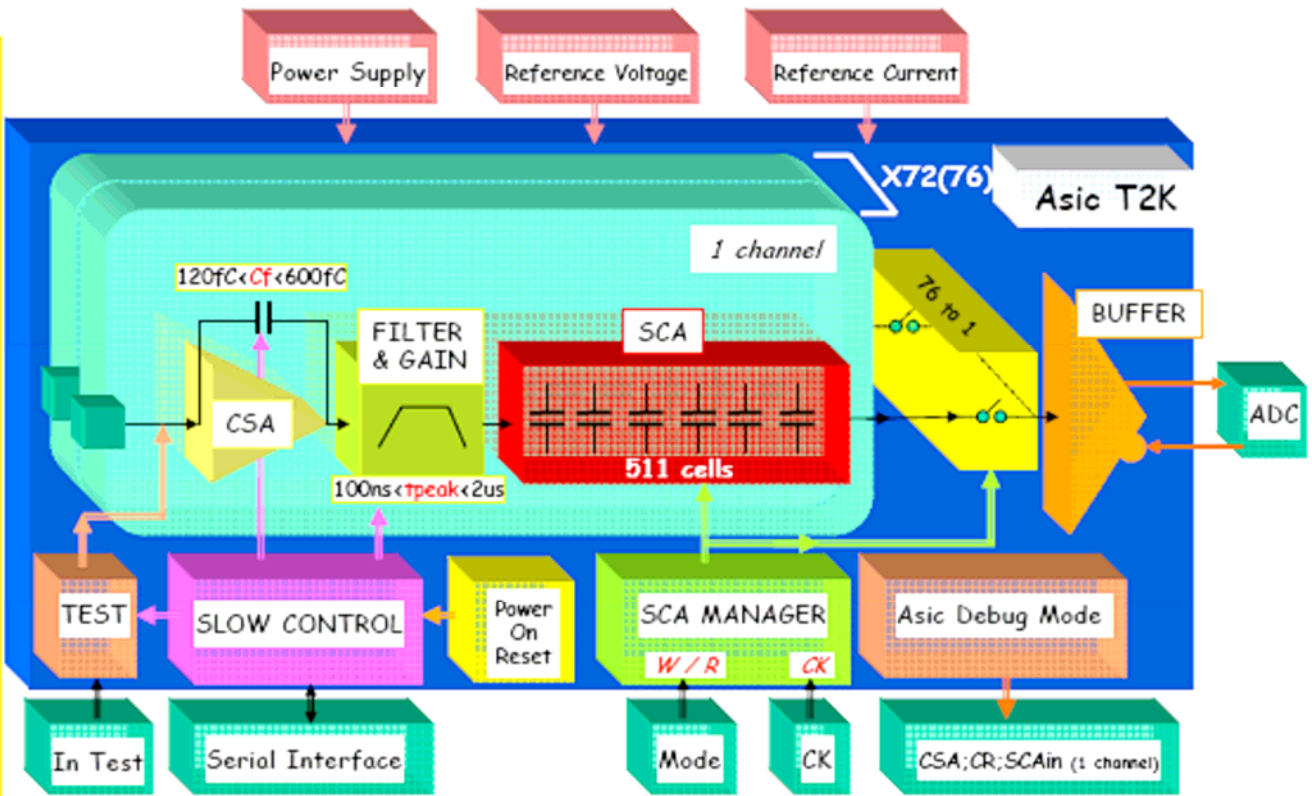 Power Supply
Reference Voltage
Reference Current
X72(76)
Asic T2K
1 channel
120fC<Cf<600fC
76 to 1
BUFFER
FILTER
& GAIN
SCA
CSA
ADC
511 cells
100ns<tpeak<2us
TEST
SLOW CONTROL
Power
On
Reset
SCA MANAGER
W / R
CK
Asic Debug Mode
In Test
Serial Interface
Mode
CK
CSA;CR;SCAin (1 channel)